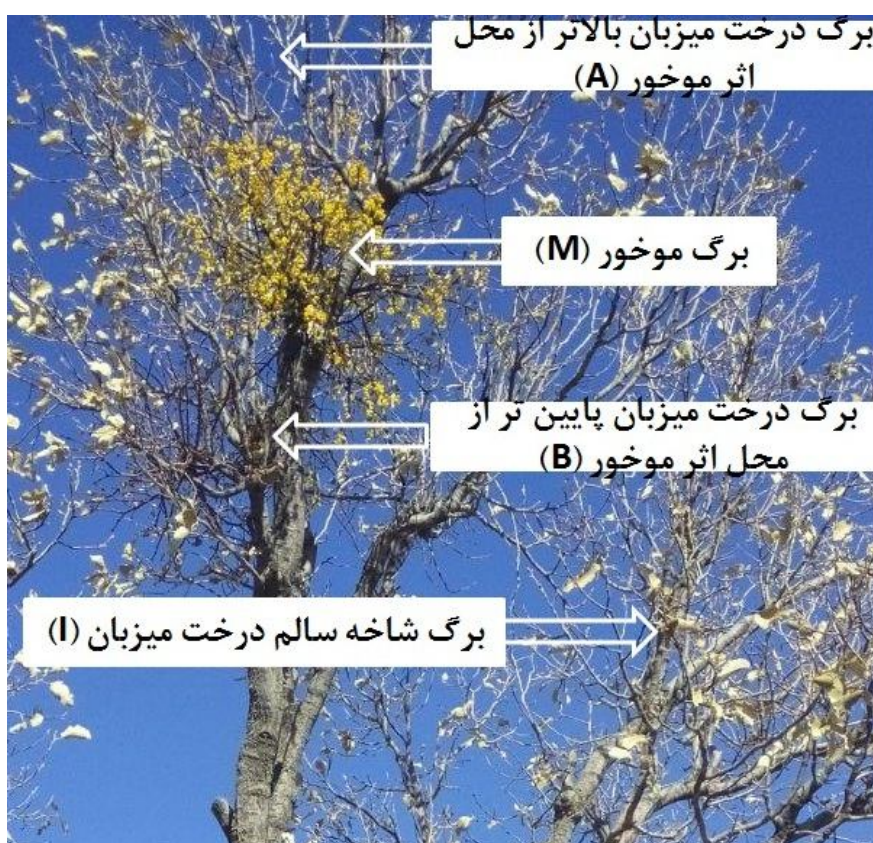 برگ درخت میزبان بالاتر از محل
اثر موخور (A)
برگ موخور (M)
برگ درخت میزبان پایین تر از
محل اثر موخور (B)
برگ شاخه سالم درخت میزبان (I)